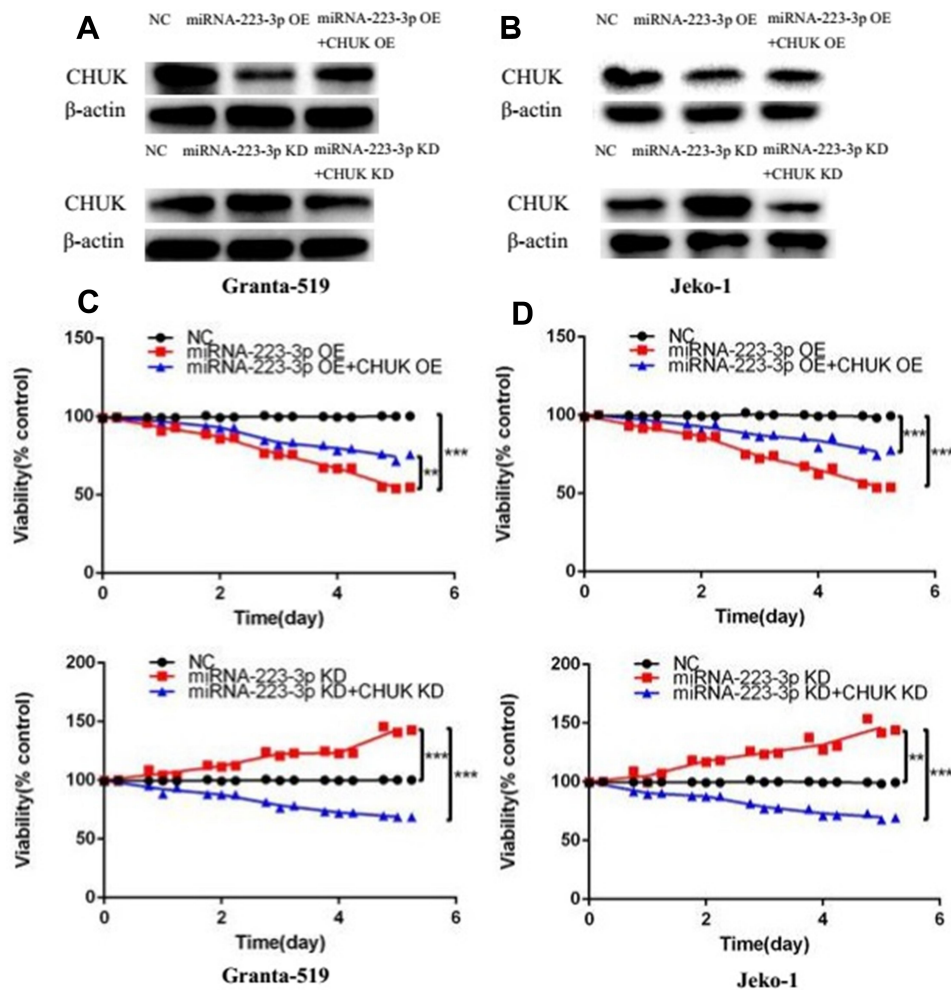 A
NC miRNA-223-3p OE miRNA-223-3p OE
+CHUK OE
CHUK
β-actin
NC miRNA-223-3p KD miRNA-223-3p KD
+CHUK KD
CHUK
β-actin
Granta-519
B
NC miRNA-223-3p OE miRNA-223-3p OE
+CHUK OE
CHUK
β-actin
NC miRNA-223-3p KD miRNA-223-3p KD
+CHUK KD
CHUK
β-actin
Jeko-1
C
NC
miRNA-223-3p OE
miRNA-223-3p OE+CHUK OE
Viability(% control)
150
100
50
0
0 2 4 6
Time(day)
**
***
NC
miRNA-223-3p KD
miRNA-223-3p KD+CHUK KD
Viability(% control)
200
150
100
50
0
0 2 4 6
Time(day)
***
***
Granta-519
D
NC
miRNA-223-3p OE
miRNA-223-3p OE+CHUK OE
Viability(% control)
150
100
50
0
0 2 4 6
Time(day)
***
***
NC
miRNA-223-3p KD
miRNA-223-3p KD+CHUK KD
Viability(% control)
200
150
100
50
0
0 2 4 6
Time(day)
**
***
Jeko-1